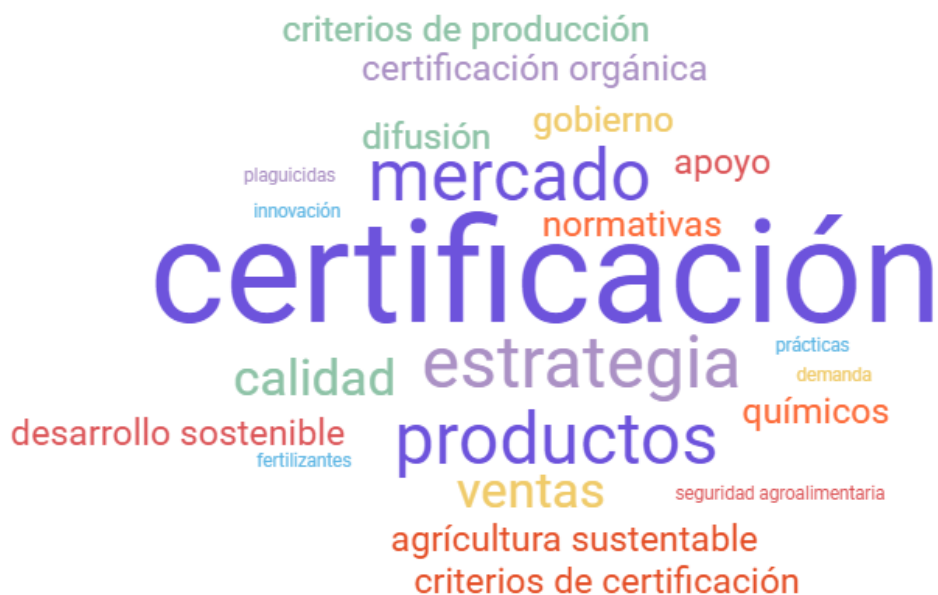 criterios de producción
certificación orgánica
gobierno
difusión
mercado
apoyo
plaguicidas
innovación
normativas
certificación
estrategia
prácticas
calidad
demanda
químicos
desarrollo sostenible
productos
fertilizantes
ventas
seguridad agroalimentaria
agrícultura sustentable
criterios de certificación